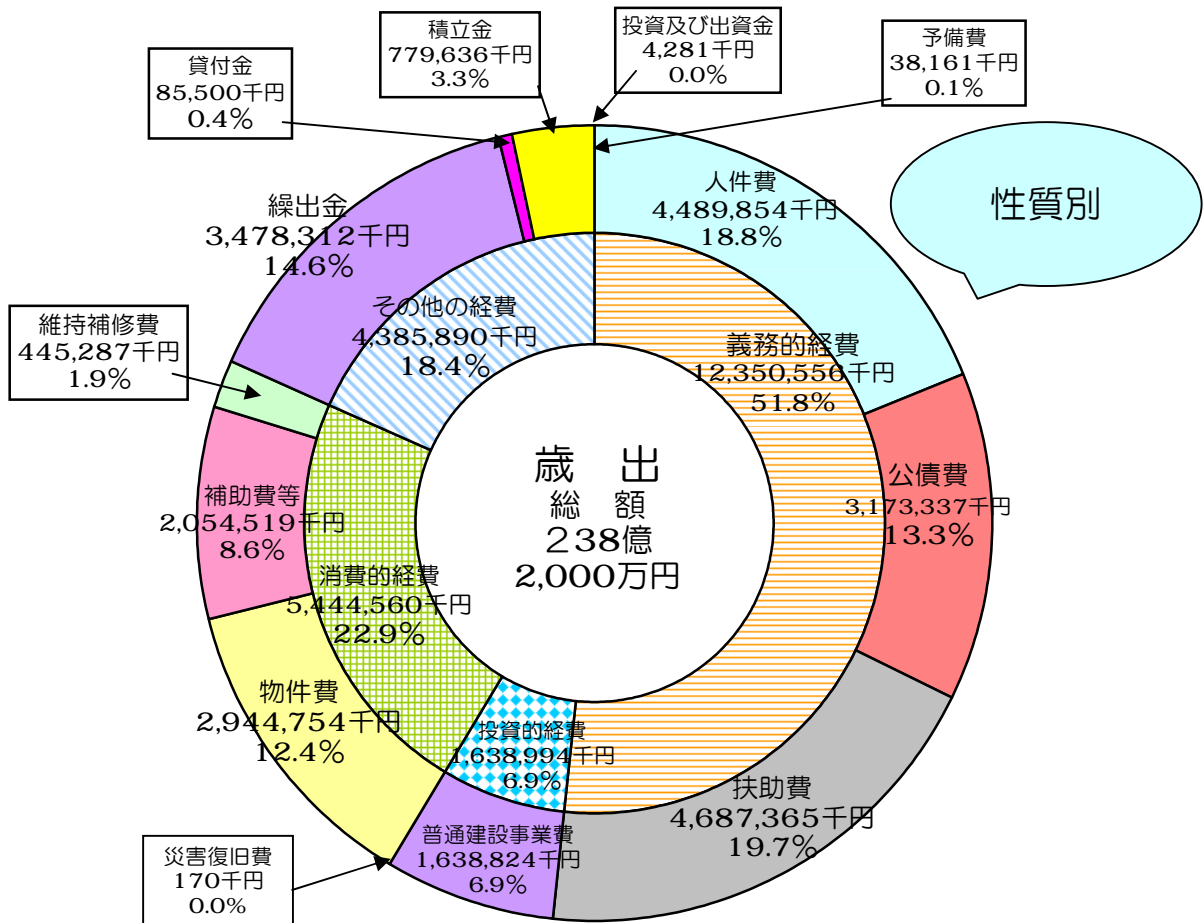 積立金
779,636千円
3.3%
投資及び出資金
4,281千円
0.0%
予備費
38,161千円
0.1%
貸付金
85,500千円
0.4%
性質別
人件費
4,489,854千円
18.8%
繰出金
3,478,312千円
14.6%
その他の経費
4,385,890千円
18.4%
義務的経費
12,350,556千円
51.8%
維持補修費
445,287千円
1.9%
歳 出
総 額
238億
2,000万円
公債費
3,173,337千円
13.3%
補助費等
2,054,519千円
8.6%
消費的経費
5,444,560千円
22.9%
物件費
2,944,754千円
12.4%
投資的経費
1,638,994千円
6.9%
扶助費
4,687,365千円
19.7%
普通建設事業費
1,638,824千円
6.9%
災害復旧費
170千円
0.0%